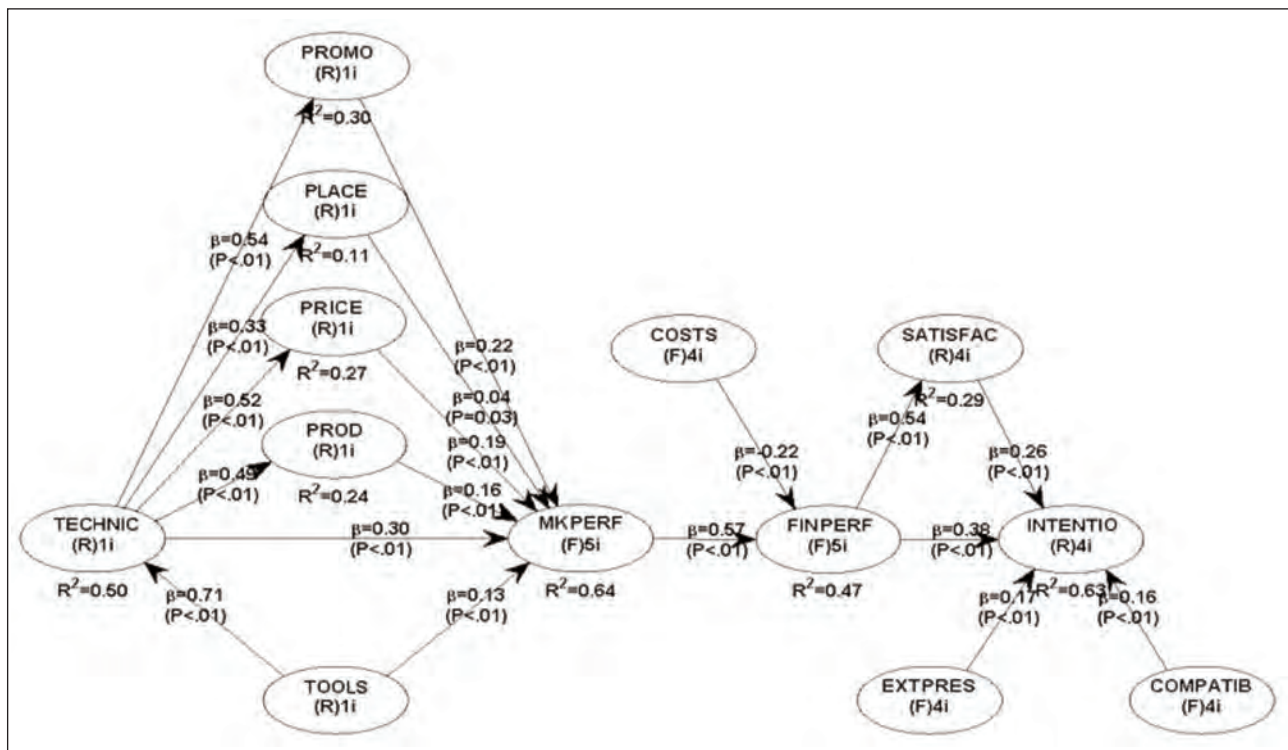 PROMO
(R)1i
R²=0.30
PLACE
(R)1i
R²=0.11
β=0.54
(P<.01)
PRICE
(R)1i
R²=0.27
β=0.33
(P<.01)
β=0.22
(P<.01)
COSTS
(F)4i
SATISFAC
(R)4i
R²=0.29
β=0.52
(P<.01)
β=0.04
(P=0.03)
PROD
(R)1i
R²=0.24
β=0.19
(P<.01)
β=-0.22
(P<.01)
β=0.54
(P<.01)
β=0.26
(P<.01)
β=0.49
(P<.01)
β=0.16
(P<.01)
TECHNIC
(R)1i
R²=0.50
β=0.30
(P<.01)
MKPERF
(F)5i
R²=0.64
β=0.57
(P<.01)
FINPERF
(F)5i
R²=0.47
β=0.38
(P<.01)
INTENTIO
(R)4i
R²=0.63
β=0.71
(P<.01)
β=0.13
(P<.01)
β=0.17
(P<.01)
β=0.16
(P<.01)
TOOLS
(R)1i
EXTPRES
(F)4i
COMPATIB
(F)4i